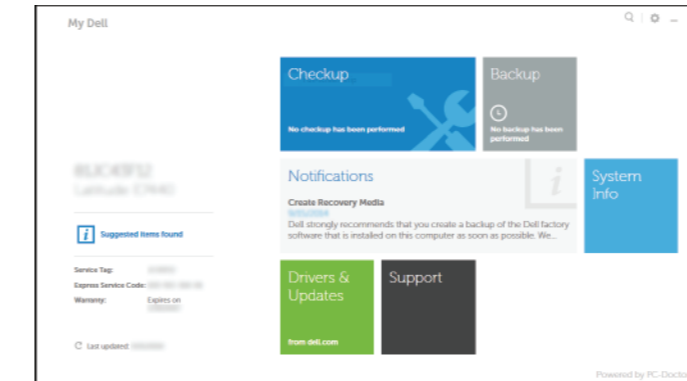 My Dell
Checkup
No checkup has been performed
Backup
No backup has been
performed
Notifications
Create Recovery Media
Dell strongly recommends that you create a backup of the Dell factory
software that is installed on this computer as soon as possible. We...
System
Info
Suggested items found
Service Tag:
Express Service Code:
Warranty: Expires on
Last updated:
Drivers &
Updates
from dell.com
Support
Powered by PC-Docto